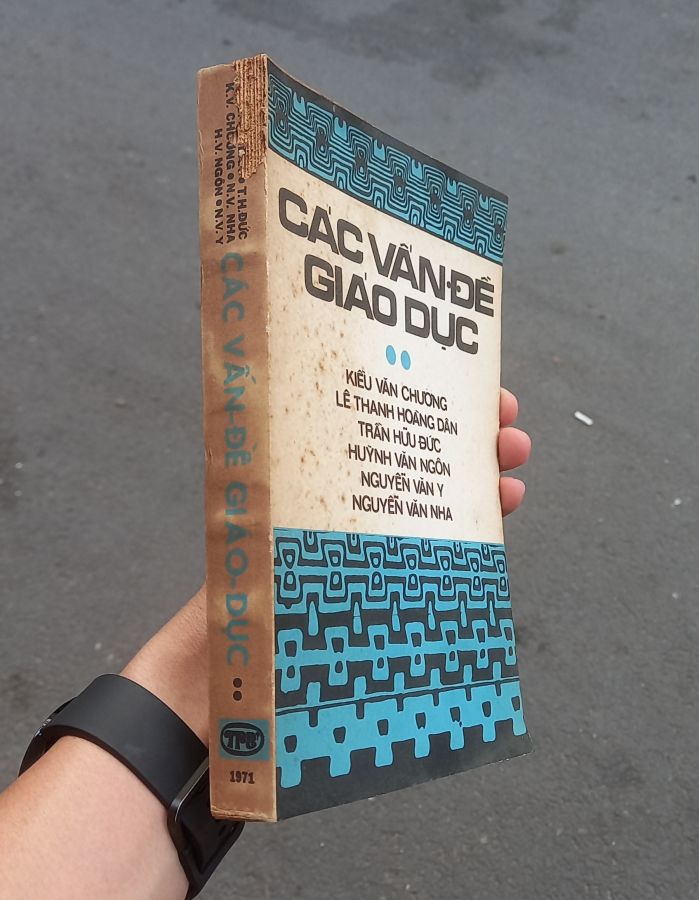 CÁC VẤN-ĐỀ
GIÁO DỤC
KIỀU VĂN CHƯƠNG
LÊ THANH HOÀNG DÂN
TRẦN HỮU ĐỨC
HUỲNH VĂN NGÔN
NGUYỄN VĂN Y
NGUYỄN VĂN NHA
T.H.ĐỨC
K.V. CHƯƠNG • N.V. NHA
H.V. NGÔN • N.V. Y
CÁC VẤN-ĐỀ GIÁO-DỤC ••
1971